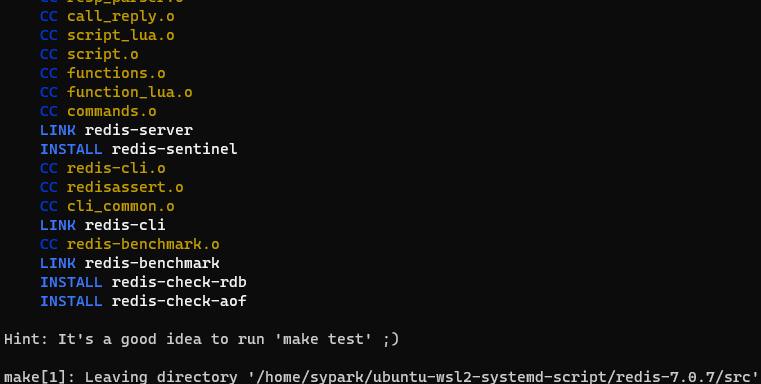 CC resp_parser.o
CC call_reply.o
CC script_lua.o
CC script.o
CC functions.o
CC function_lua.o
CC commands.o
LINK redis-server
INSTALL redis-sentinel
CC redis-cli.o
CC redisassert.o
CC cli_common.o
LINK redis-cli
CC redis-benchmark.o
LINK redis-benchmark
INSTALL redis-check-rdb
INSTALL redis-check-aof
Hint: It's a good idea to run 'make test' ;)
make[1]: Leaving directory '/home/sypark/ubuntu-wsl2-systemd-script/redis-7.0.7/src'